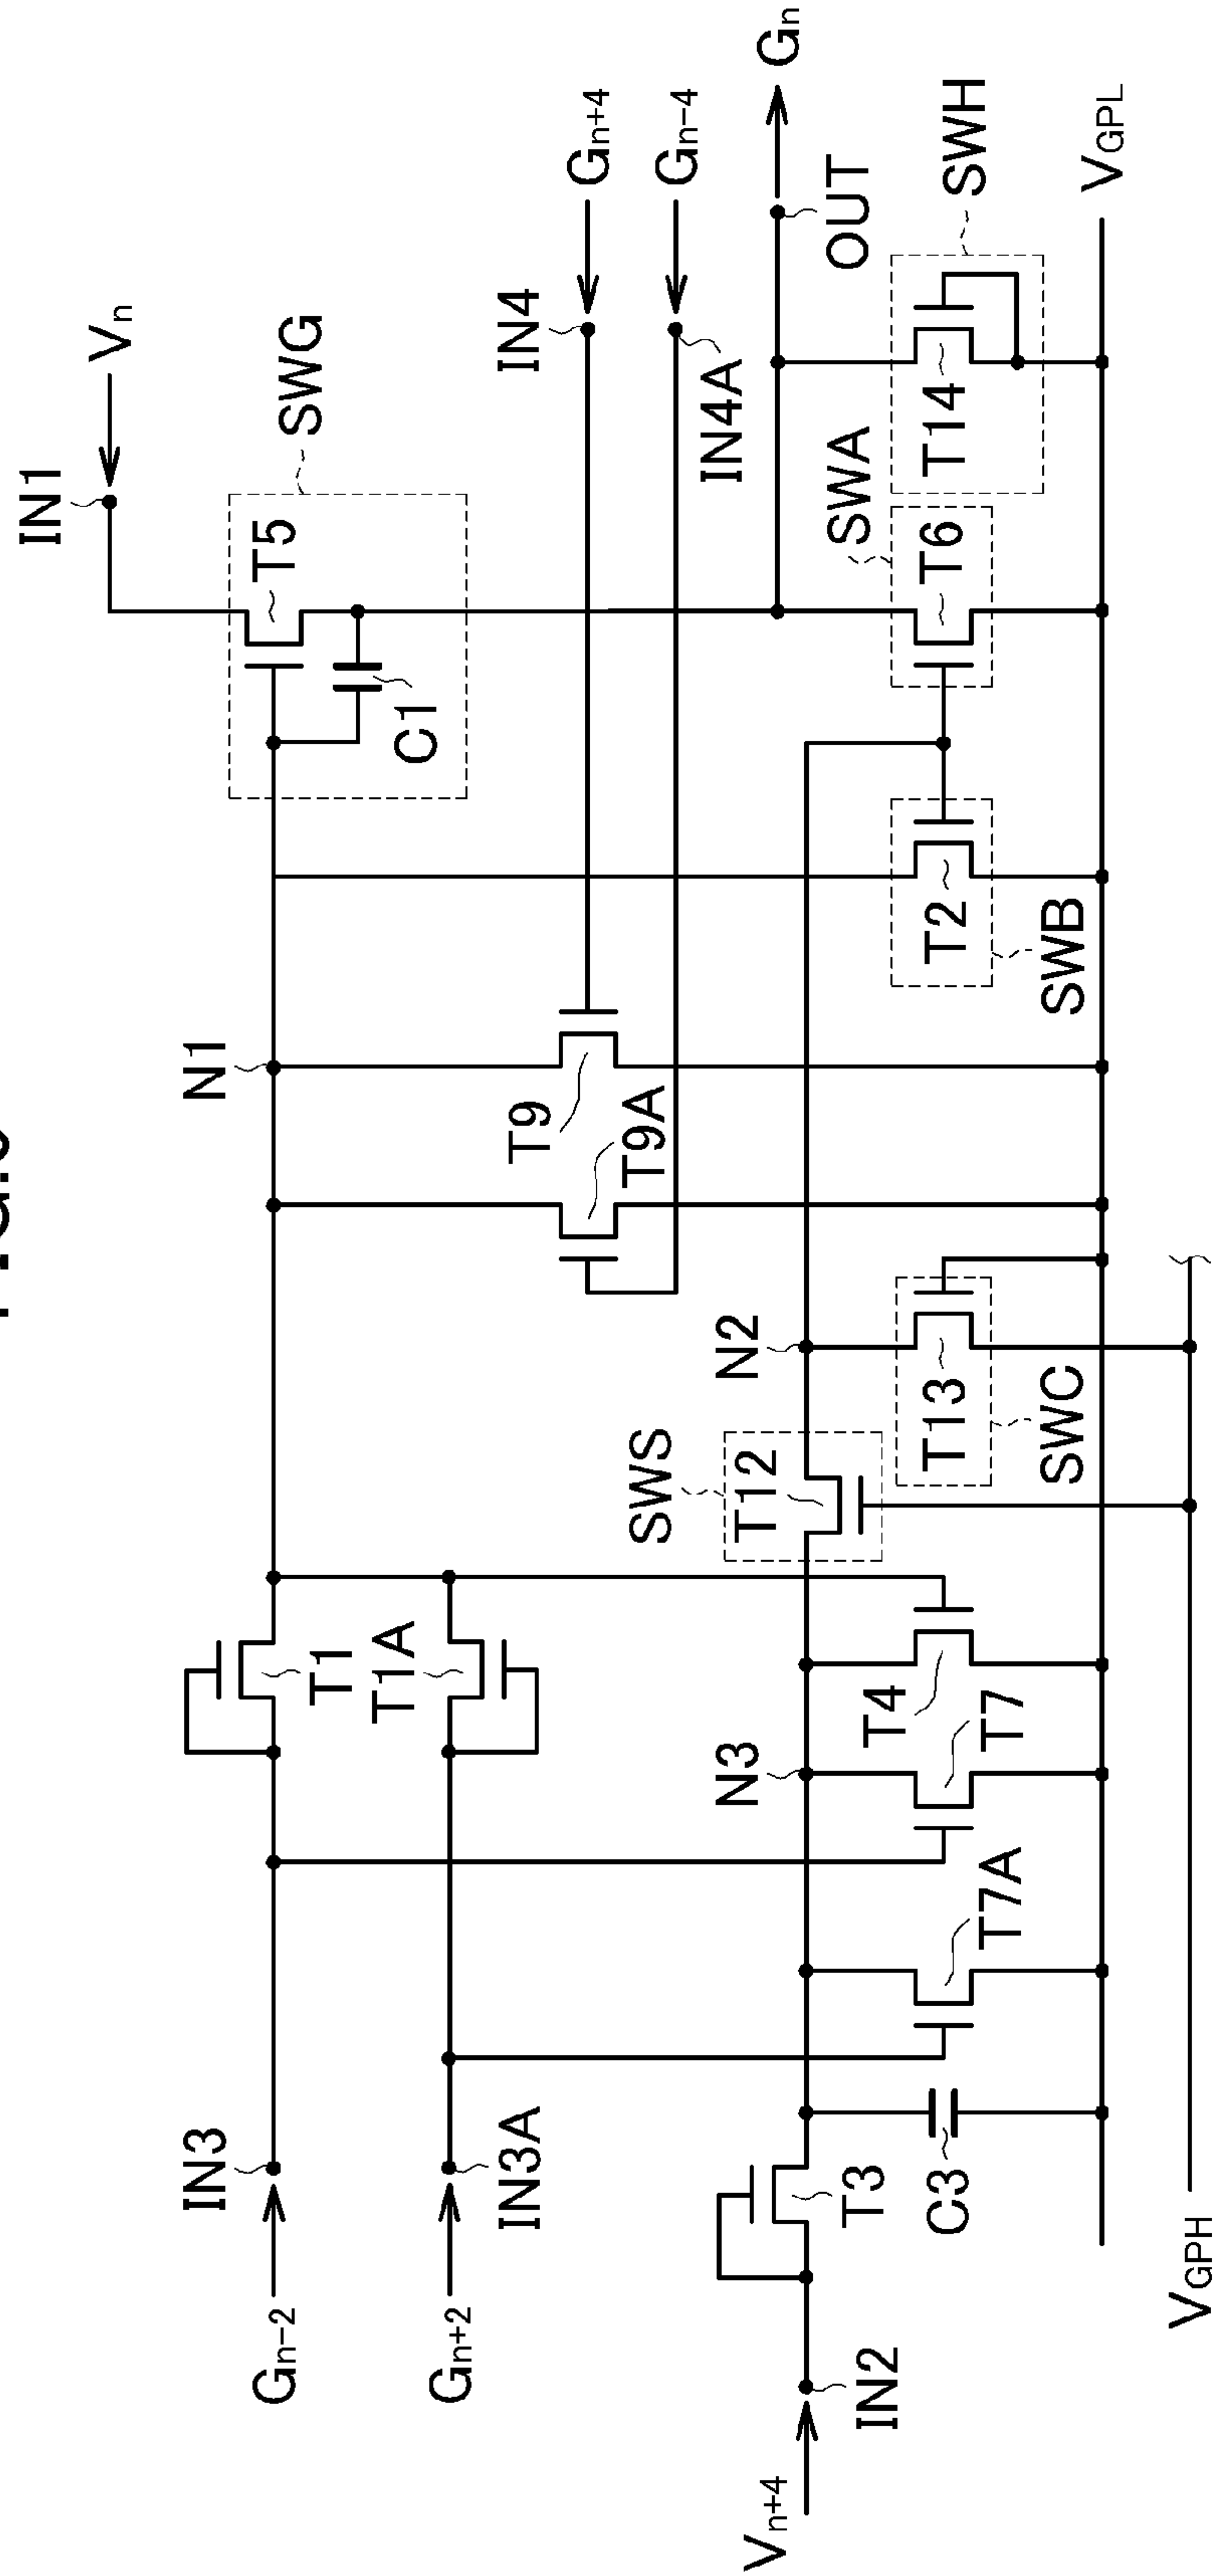 IN1
Vn
SWG
T5
C1
N1
IN4
Gn+4
Gn−4
IN4A
Gn
OUT
SWH
T14
SWA
T6
T2
SWB
VGPL
T9
T9A
N2
SWS
T12
T13
SWC
T1
T1A
T4
T7
N3
T7A
IN3
Gn−2
IN3A
Gn+2
T3
C3
IN2
Vn+4
VGPH